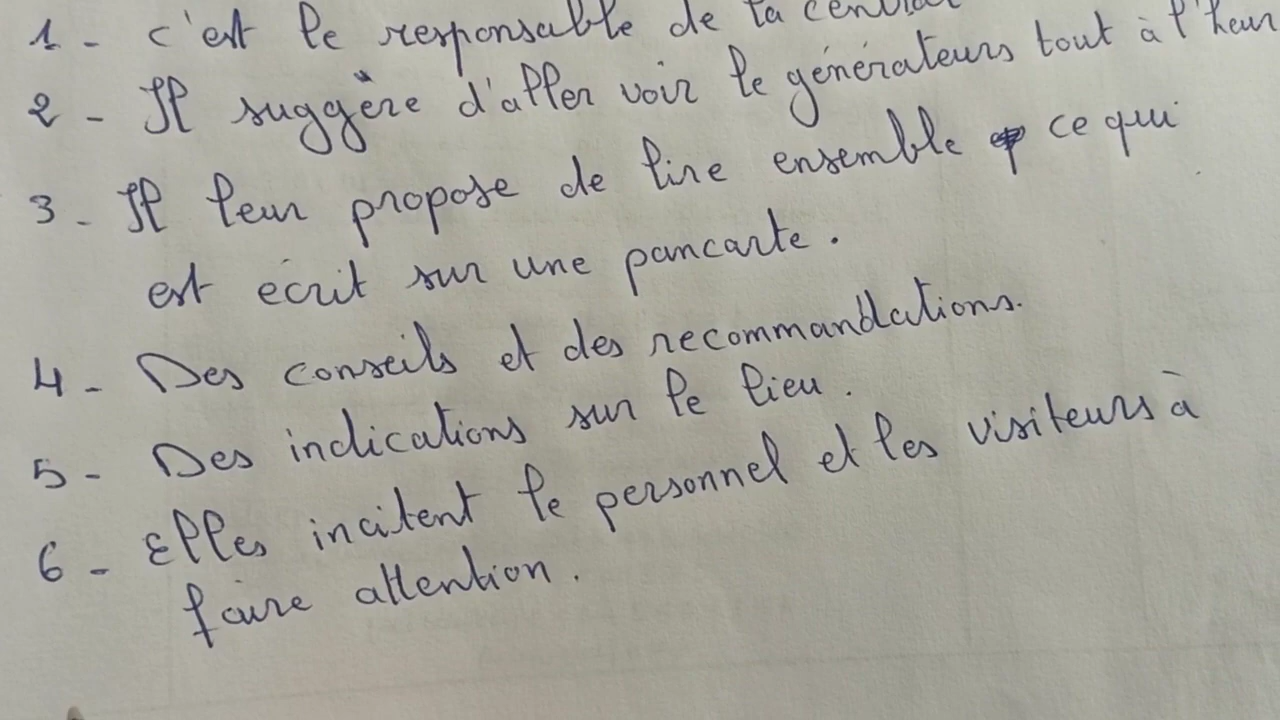 1 - c'est le responsable de la
2 - Il suggère d'aller voir le générateurs tout à l'heur
3 - Il leur propose de lire ensemble ce qui
est écrit sur une pancarte.
4 - Des conseils et des recommandations.
5 - Des indications sur le lieu.
6 - Elles incitent le personnel et les visiteurs à
faire attention.